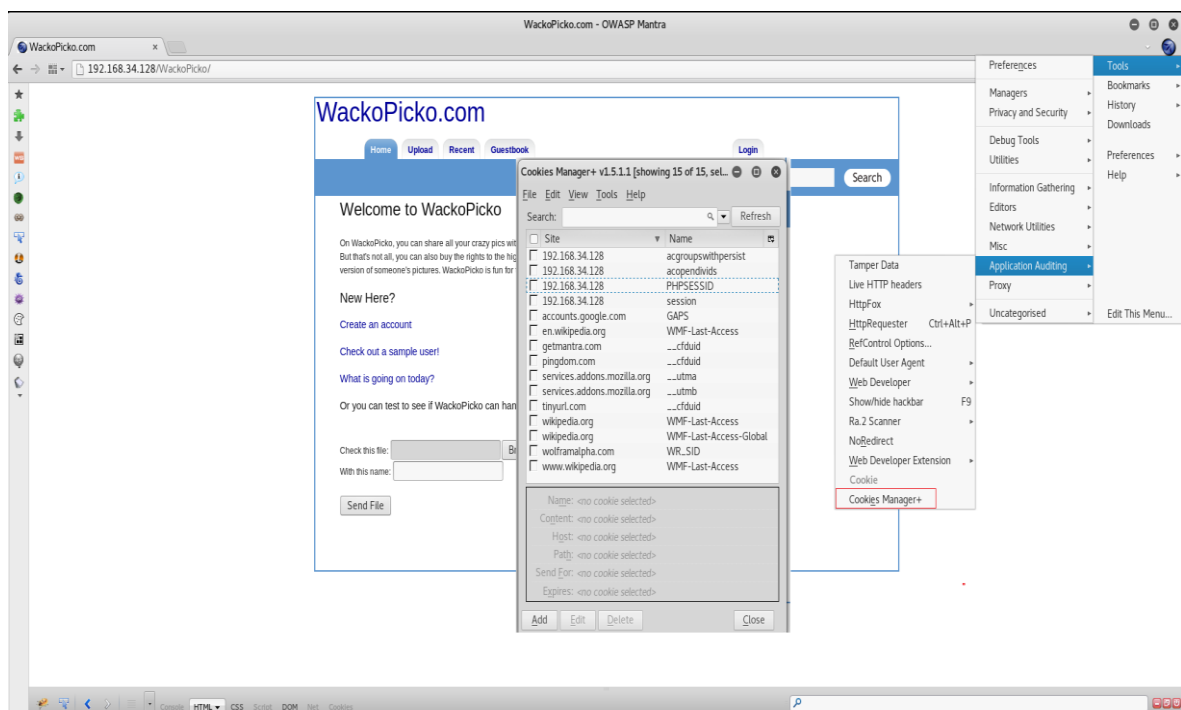 WackoPicko.com - OWASP Mantra
WackoPicko.com ×
192.168.34.128/WackoPicko/
WackoPicko.com
Home Upload Recent Guestbook Login
Search
Welcome to WackoPicko
On WackoPicko, you can share all your crazy pics wit
But that's not all, you can also buy the rights to the hig
version of someone's pictures. WackoPicko is fun for
New Here?
Create an account
Check out a sample user!
What is going on today?
Or you can test to see if WackoPicko can han
Check this file: Br
With this name:
Send File
Cookies Manager+ v1.5.1.1 [showing 15 of 15, sel...
File Edit View Tools Help
Search: Refresh
Site Name
192.168.34.128 acgroupswithpersist
192.168.34.128 acopendivids
192.168.34.128 PHPSESSID
192.168.34.128 session
accounts.google.com GAPS
en.wikipedia.org WMF-Last-Access
getmantra.com __cfduid
pingdom.com __cfduid
services.addons.mozilla.org __utma
services.addons.mozilla.org __utmb
tinyurl.com __cfduid
wikipedia.org WMF-Last-Access
wikipedia.org WMF-Last-Access-Global
wolframalpha.com WR_SID
www.wikipedia.org WMF-Last-Access
Name: <no cookie selected>
Content: <no cookie selected>
Host: <no cookie selected>
Path: <no cookie selected>
Send For: <no cookie selected>
Expires: <no cookie selected>
Add Edit Delete Close
Tools
Bookmarks
History
Downloads
Preferences
Help
Edit This Menu...
Preferences
Managers
Privacy and Security
Debug Tools
Utilities
Information Gathering
Editors
Network Utilities
Misc
Application Auditing
Proxy
Uncategorised
Tamper Data
Live HTTP headers
HttpFox
HttpRequester Ctrl+Alt+P
RefControl Options...
Default User Agent
Web Developer
Show/hide hackbar F9
Ra.2 Scanner
NoRedirect
Web Developer Extension
Cookie
Cookies Manager+
Console HTML CSS Script DOM Net Cookies